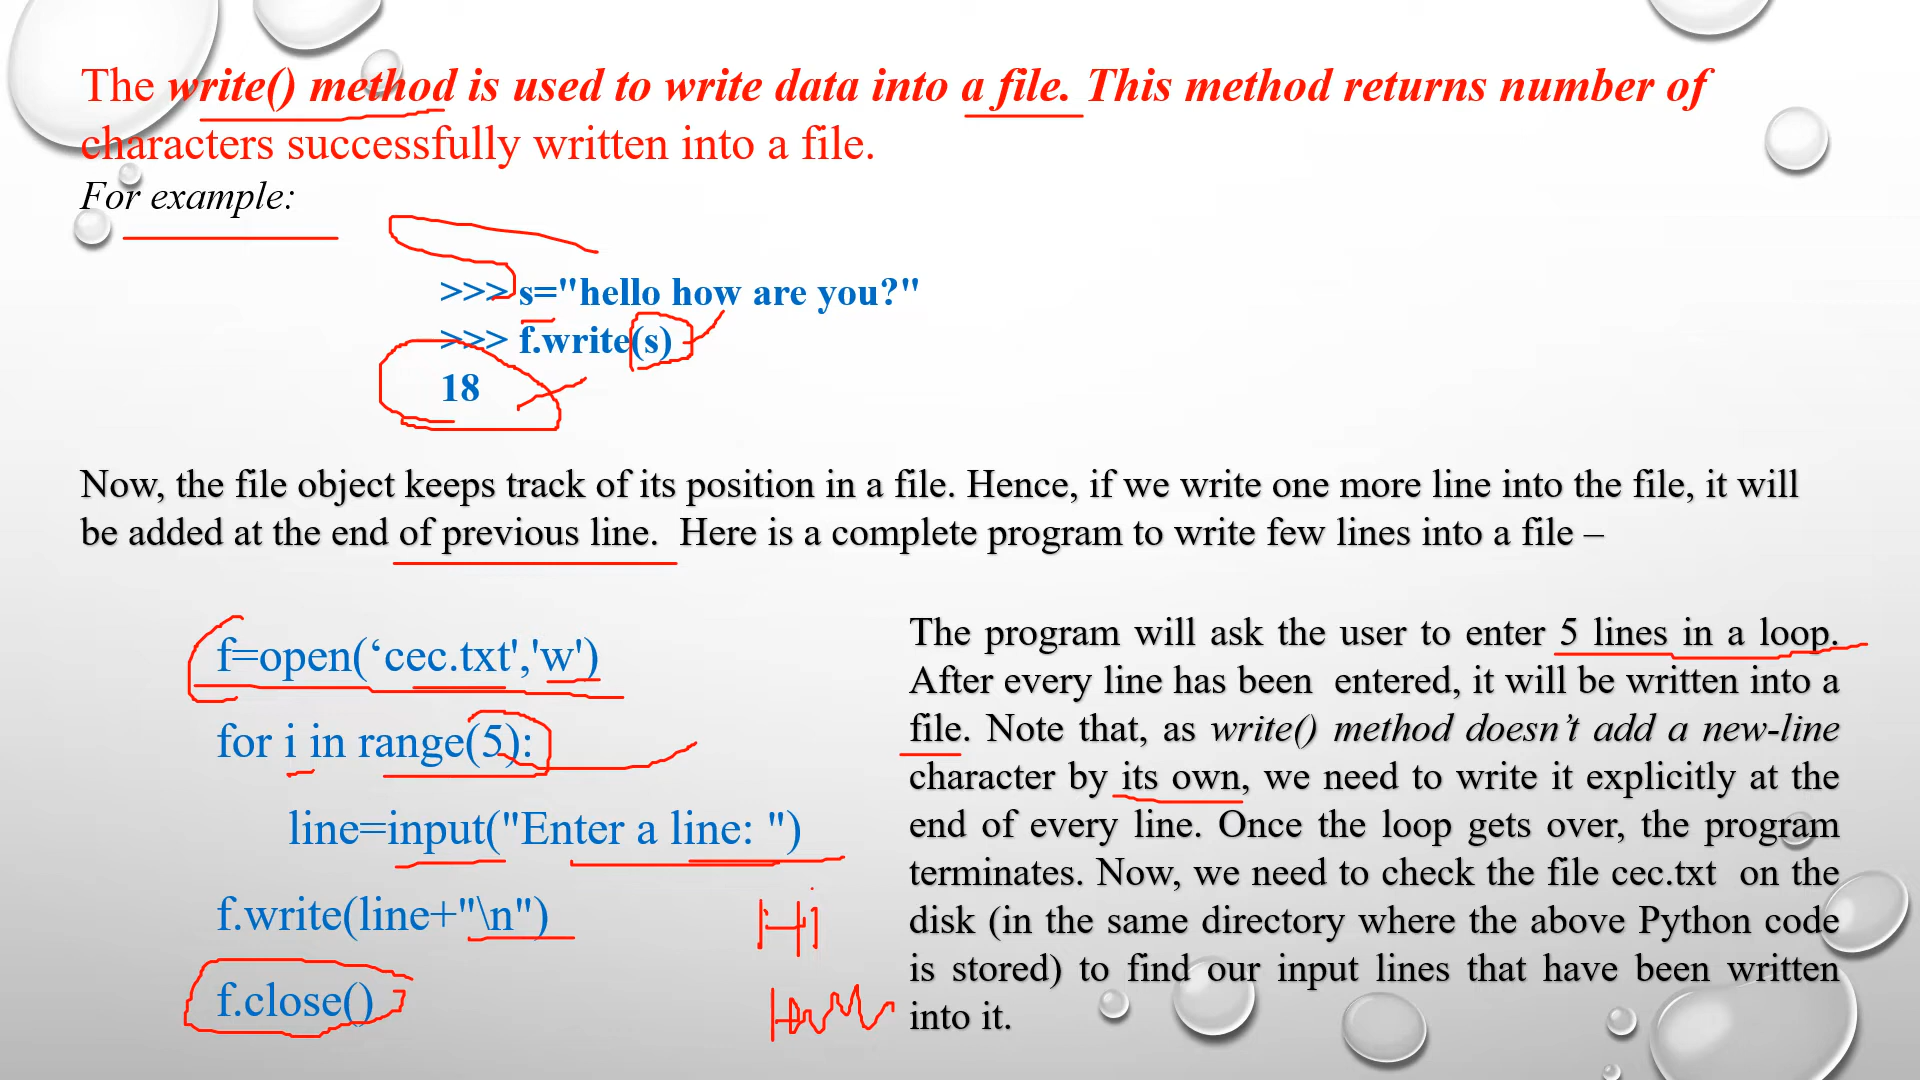 The write() method is used to write data into a file. This method returns number of
characters successfully written into a file.
For example:
>>> s="hello how are you?"
>>> f.write(s)
18
Now, the file object keeps track of its position in a file. Hence, if we write one more line into the file, it will
be added at the end of previous line. Here is a complete program to write few lines into a file –
f=open(‘cec.txt','w')
for i in range(5):
line=input("Enter a line: ")
f.write(line+"\n")
f.close()
Hi
The program will ask the user to enter 5 lines in a loop.
After every line has been entered, it will be written into a
file. Note that, as write() method doesn’t add a new-line
character by its own, we need to write it explicitly at the
end of every line. Once the loop gets over, the program
terminates. Now, we need to check the file cec.txt on the
disk (in the same directory where the above Python code
is stored) to find our input lines that have been written
into it.